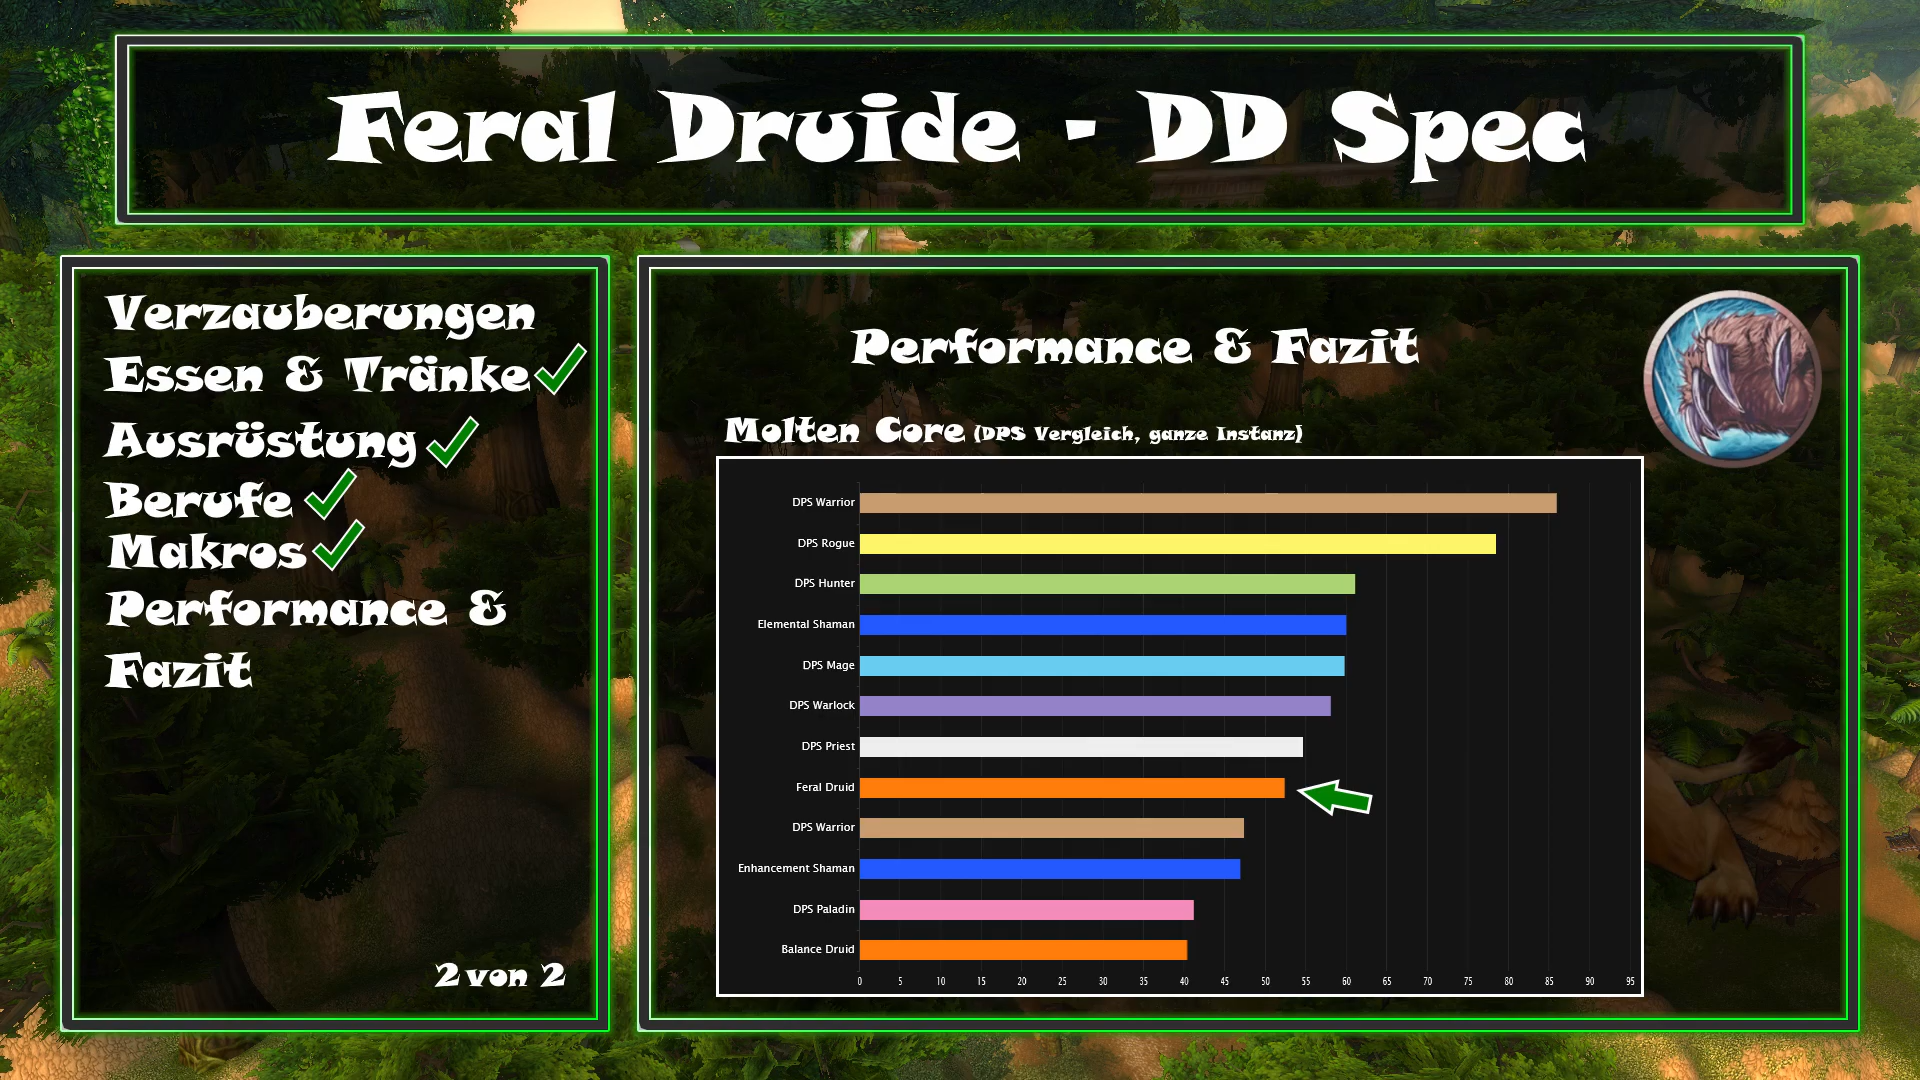 Feral Druide - DD Spec
Verzauberungen
Essen & Tränke
Ausrüstung
Berufe
Makros
Performance &
Fazit
2 von 2
Performance & Fazit
Molten Core (DPS Vergleich, ganze Instanz)
DPS Warrior
DPS Rogue
DPS Hunter
Elemental Shaman
DPS Mage
DPS Warlock
DPS Priest
Feral Druid
DPS Warrior
Enhancement Shaman
DPS Paladin
Balance Druid
0 5 10 15 20 25 30 35 40 45 50 55 60 65 70 75 80 85 90 95